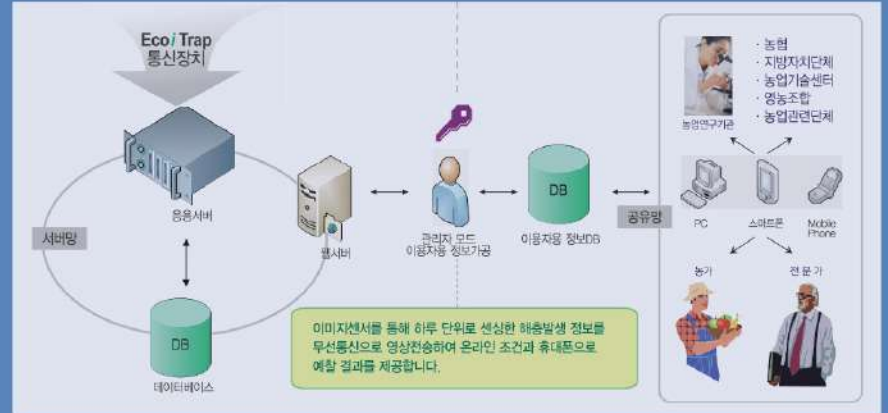 Eco i Trap
통신장치
응용서버
서버망
DB
데이터베이스
웹서버
관리자 모드
이용자용 정보가공
DB
이용자용 정보DB
공유망
농업연구기관
· 농협
· 지방자치단체
· 농업기술센터
· 영농조합
· 농업관련단체
PC
스마트폰
Mobile
Phone
농가
전문가
이미지센서를 통해 하루 단위로 센싱한 해충발생 정보를
무선통신으로 영상전송하여 온라인 조건과 휴대폰으로
예찰 결과를 제공합니다.